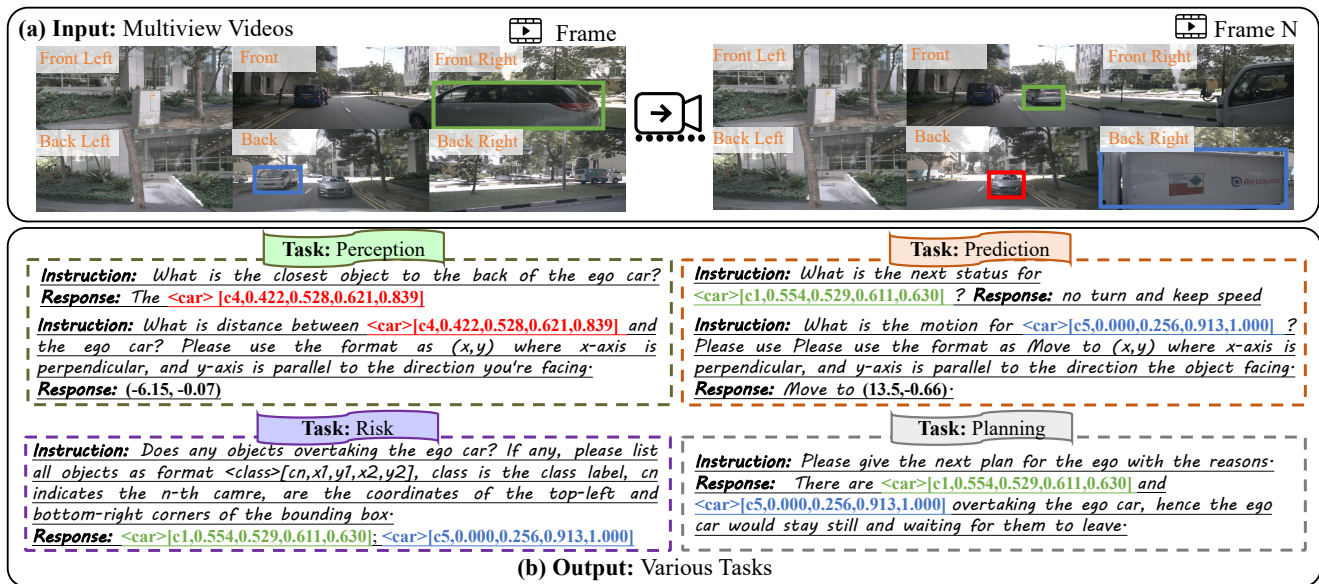 (a) Input: Multiview Videos
Frame
Frame N
Front Left
Front
Front Right
Back Left
Back
Back Right
Front Left
Front
Front Right
Back Left
Back
Back Right
Air Liquide
Task: Perception
Instruction: What is the closest object to the back of the ego car?
Response: The <car> [c4,0.422,0.528,0.621,0.839]
Instruction: What is distance between <car>[c4,0.422,0.528,0.621,0.839] and
the ego car? Please use the format as (x,y) where x-axis is
perpendicular, and y-axis is parallel to the direction you're facing.
Response: (-6.15, -0.07)
Task: Prediction
Instruction: What is the next status for
<car>[c1,0.554,0.529,0.611,0.630] ? Response: no turn and keep speed
Instruction: What is the motion for <car>[c5,0.000,0.256,0.913,1.000] ?
Please use Please use the format as Move to (x,y) where x-axis is
perpendicular, and y-axis is parallel to the direction the object facing.
Response: Move to (13.5,-0.66).
Task: Risk
Instruction: Does any objects overtaking the ego car? If any, please list
all objects as format <class>[cn,x1,y1,x2,y2], class is the class label, cn
indicates the n-th camre, are the coordinates of the top-left and
bottom-right corners of the bounding box.
Response: <car>[c1,0.554,0.529,0.611,0.630]; <car>[c5,0.000,0.256,0.913,1.000]
Task: Planning
Instruction: Please give the next plan for the ego with the reasons.
Response: There are <car>[c1,0.554,0.529,0.611,0.630] and
<car>[c5,0.000,0.256,0.913,1.000] overtaking the ego car, hence the ego
car would stay still and waiting for them to leave.
(b) Output: Various Tasks